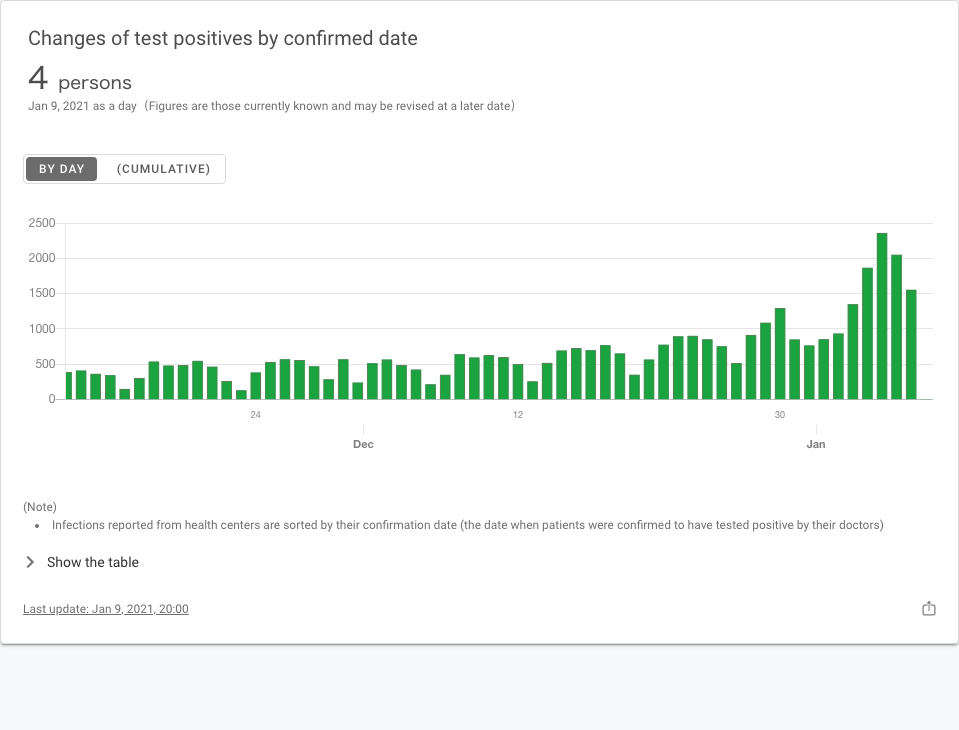 Changes of test positives by confirmed date
4 persons
Jan 9, 2021 as a day（Figures are those currently known and may be revised at a later date）
BY DAY (CUMULATIVE)
2500
2000
1500
1000
500
0
24 12 30
Dec Jan
(Note)
• Infections reported from health centers are sorted by their confirmation date (the date when patients were confirmed to have tested positive by their doctors)
Show the table
Last update: Jan 9, 2021, 20:00